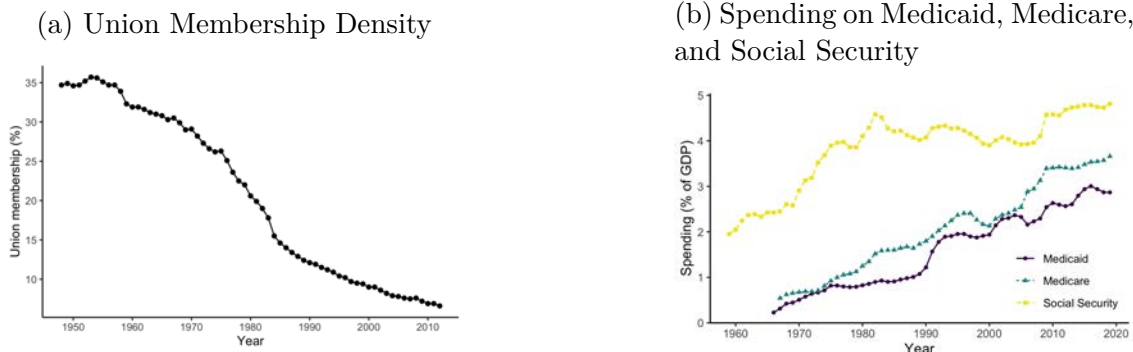 (a) Union Membership Density
35
30
25
20
15
10
Union membership (%)
1950 1960 1970 1980 1990 2000 2010
Year
(b) Spending on Medicaid, Medicare,
and Social Security
5
4
3
2
1
0
Spending (% of GDP)
Medicaid
Medicare
Social Security
1960 1970 1980 1990 2000 2010 2020
Year